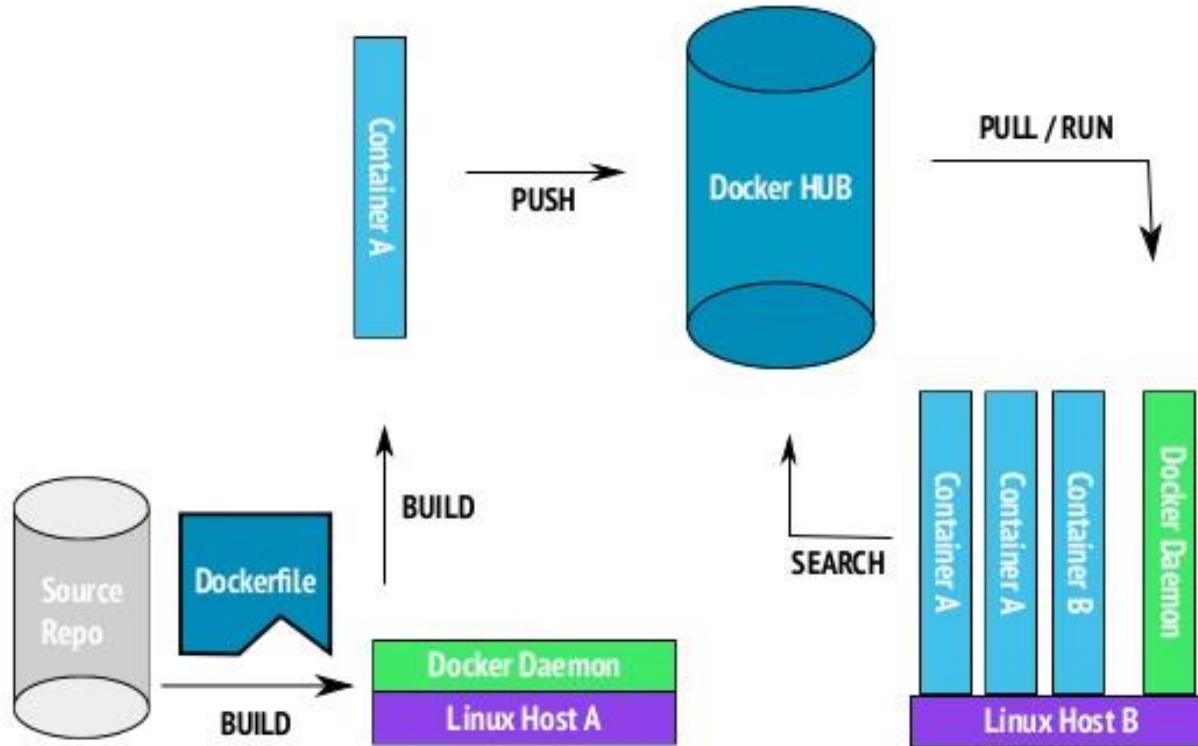 Container A
PUSH
Docker HUB
PULL / RUN
Source
Repo
Dockerfile
BUILD
BUILD
Docker Daemon
Linux Host A
SEARCH
Container A
Container A
Container B
Docker Daemon
Linux Host B